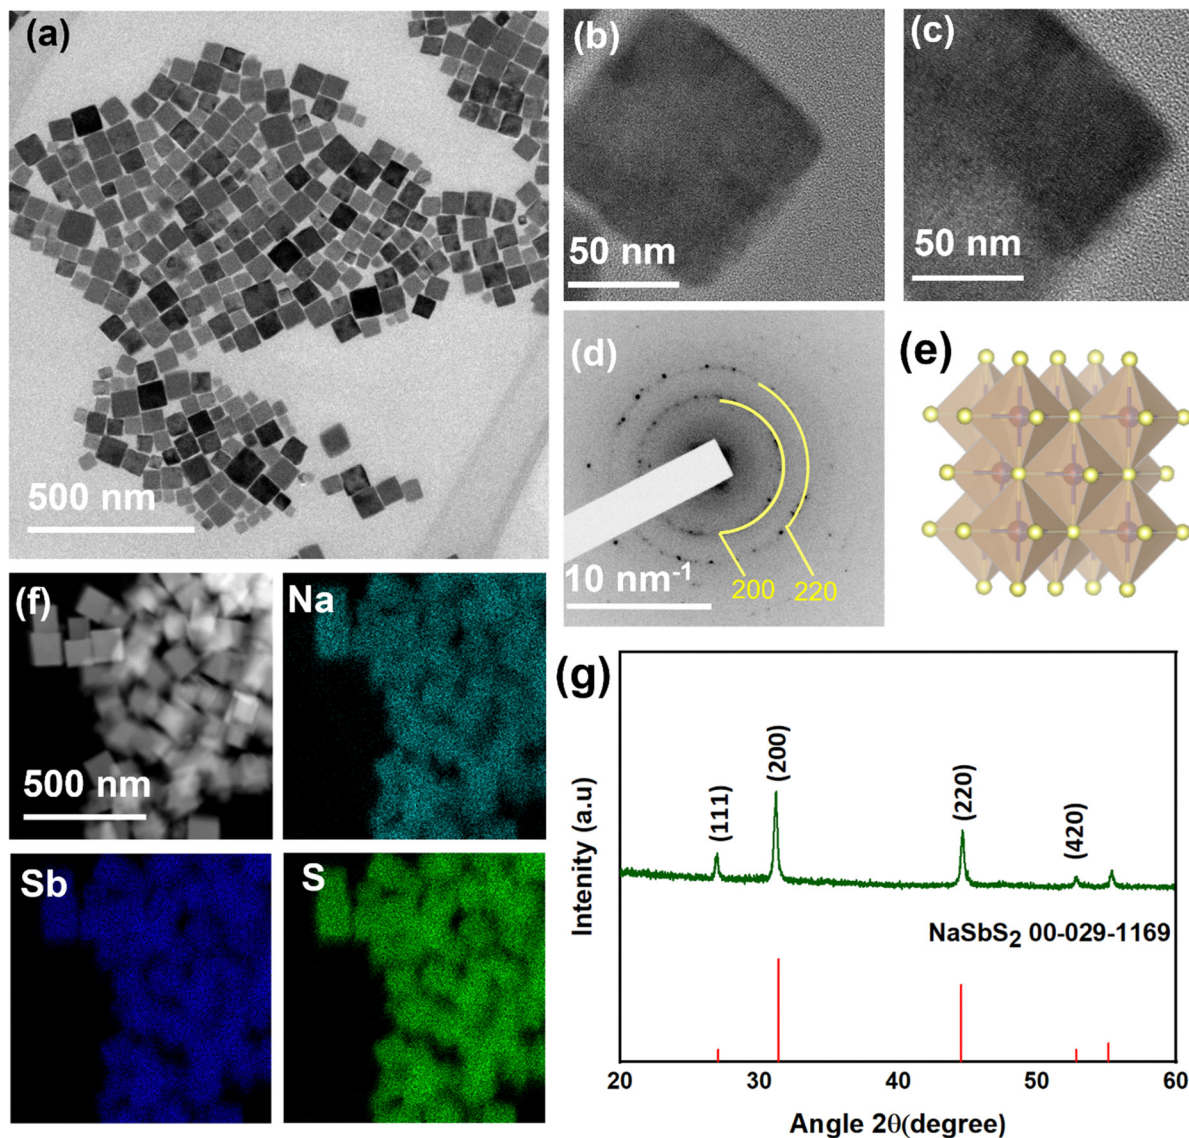 (a)
500 nm
(b)
50 nm
(c)
50 nm
(d)
10 nm⁻¹
200
220
(e)
(f)
500 nm
Na
Sb
S
(g)
Intenity (a.u)
(111)
(200)
(220)
(420)
NaSbS₂ 00-029-1169
20 30 40 50 60
Angle 2θ(degree)